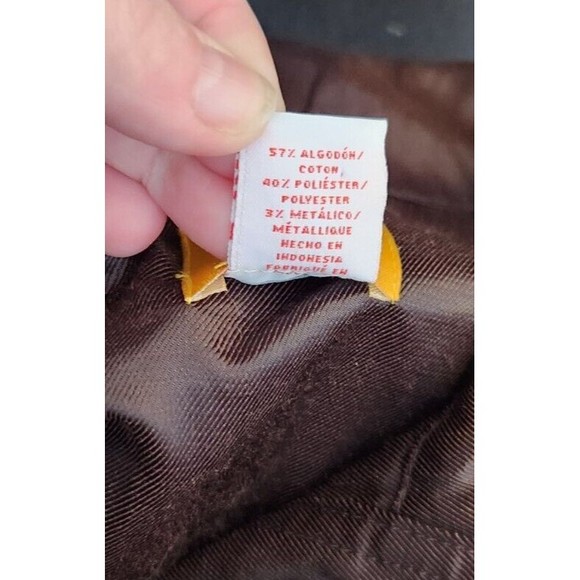 57% ALGODÓN/
COTON,
40% POLIÉSTER/
POLYESTER
3% METÁLICO/
MÉTALLIQUE
HECHO EN
INDONESIA
FABRIQUÉ EN